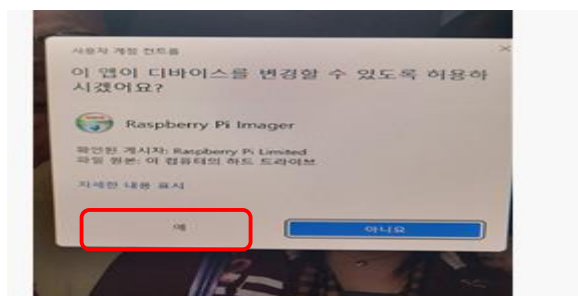 사용자 계정 컨트롤
이 앱이 디바이스를 변경할 수 있도록 허용하
시겠어요?
Raspberry Pi Imager
확인된 게시자: Raspberry Pi Limited
파일 원본: 이 컴퓨터의 하드 드라이브
자세한 내용 표시
예
아니요